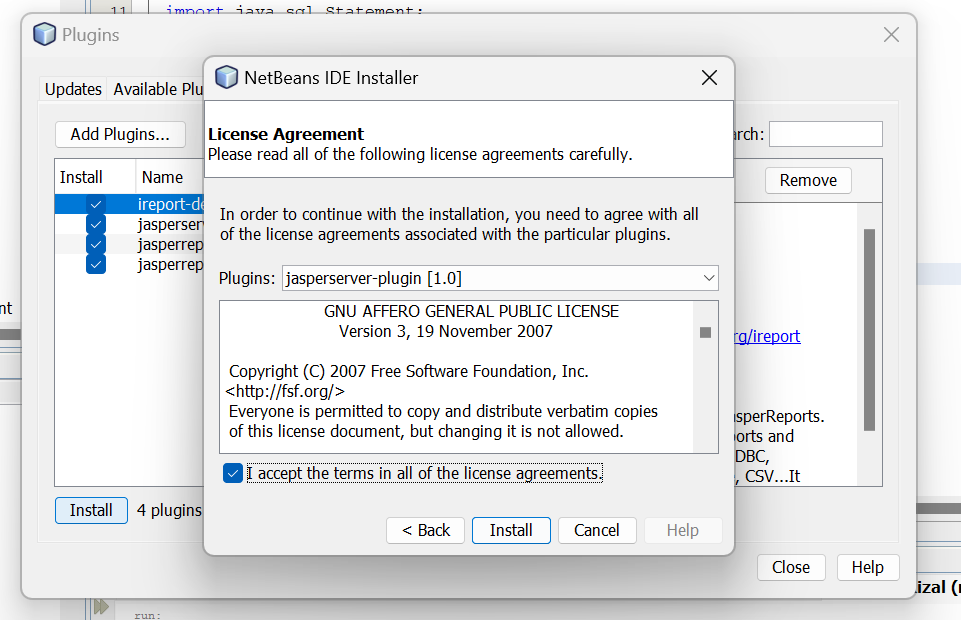 11 import java.sql.Statement;
Plugins
Updates Available Plu
Add Plugins...
arch:
Install Name
Remove
ireport-de
jasperserv
jasperrep
jasperrep
rg/ireport
asperReports.
orts and
DBC,
, CSV...It
Install 4 plugins
Close Help
nt
izal (
run:
NetBeans IDE Installer
License Agreement
Please read all of the following license agreements carefully.
In order to continue with the installation, you need to agree with all
of the license agreements associated with the particular plugins.
Plugins: jasperserver-plugin [1.0]
GNU AFFERO GENERAL PUBLIC LICENSE
Version 3, 19 November 2007
Copyright (C) 2007 Free Software Foundation, Inc.
<http://fsf.org/>
Everyone is permitted to copy and distribute verbatim copies
of this license document, but changing it is not allowed.
I accept the terms in all of the license agreements.
< Back Install Cancel Help